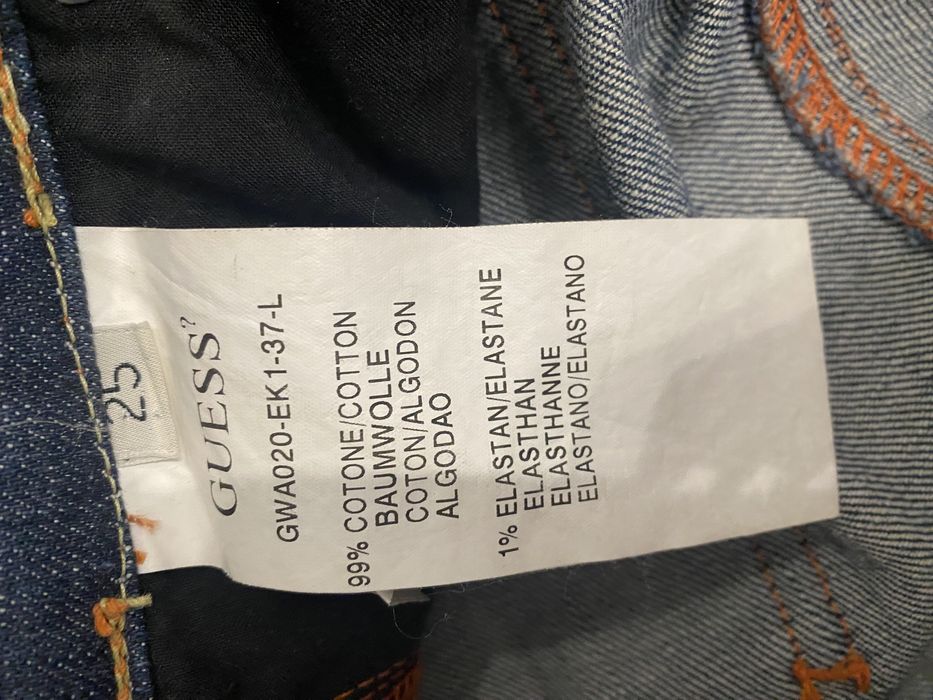 25
GUESS?
GWA020-EK1-37-L
99% COTONE/COTTON
BAUMWOLLE
COTON/ALGODON
ALGODAO
1% ELASTAN/ELASTANE
ELASTHAN
ELASTHANNE
ELASTANO/ELASTANO